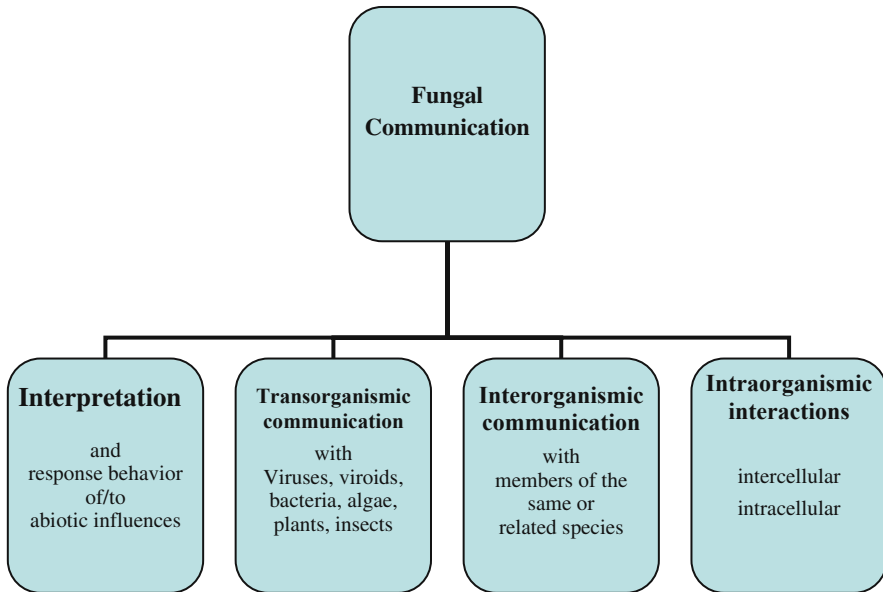 Fungal
Communication
Interpretation
and
response behavior
of/to
abiotic influences
Transorganismic
communication
with
Viruses, viroids,
bacteria, algae,
plants, insects
Interorganismic
communication
with
members of the
same or
related species
Intraorganismic
interactions
intercellular
intracellular